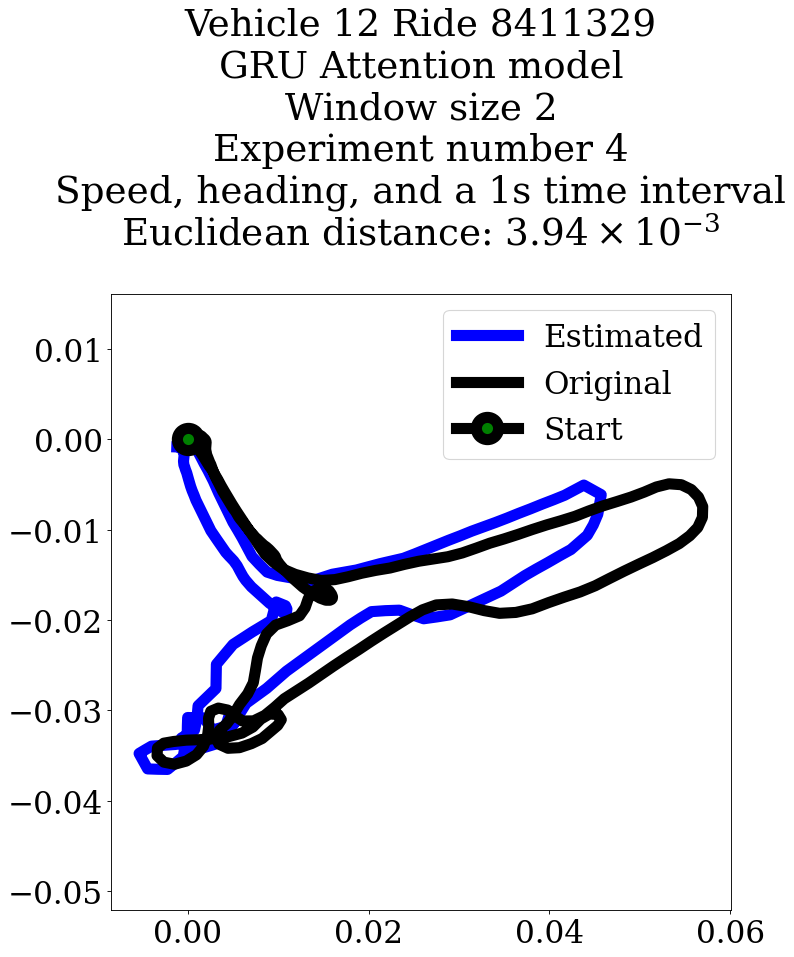 Vehicle 12 Ride 8411329
GRU Attention model
Window size 2
Experiment number 4
Speed, heading, and a 1s time interval
Euclidean distance: 3.94 × 10⁻³
Estimated
Original
Start
0.01
0.00
−0.01
−0.02
−0.03
−0.04
−0.05
0.00 0.02 0.04 0.06